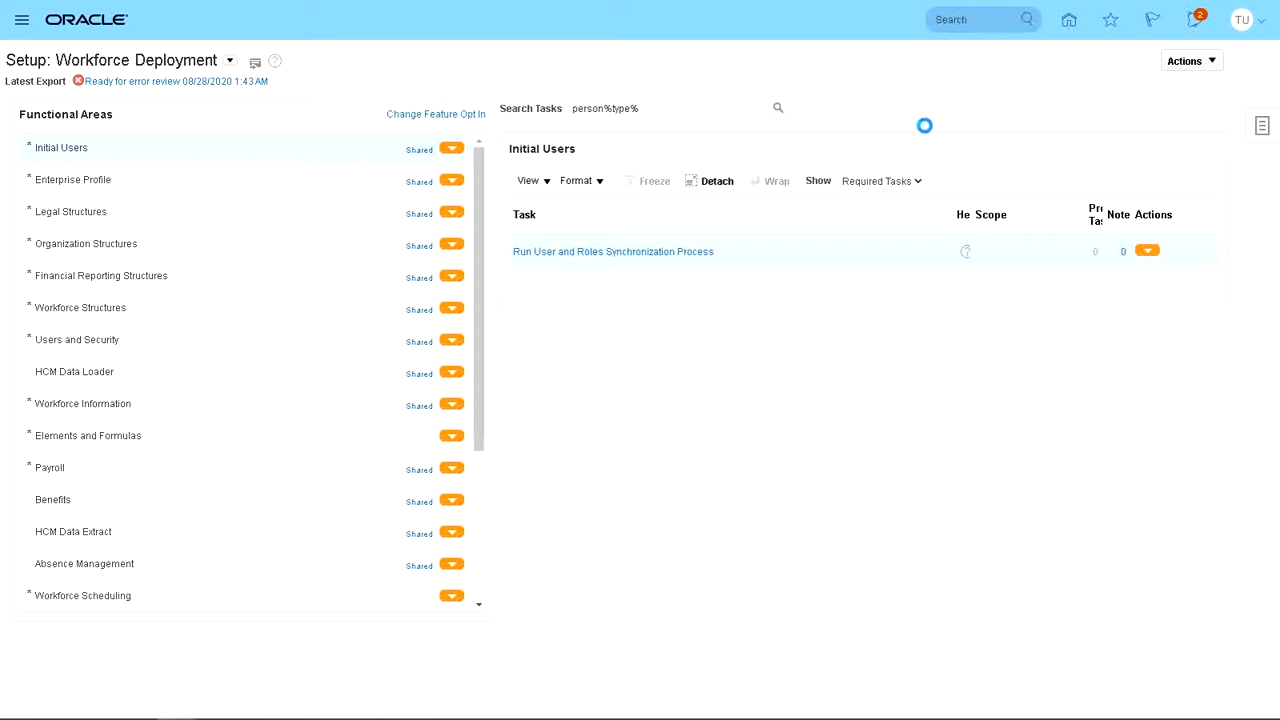 ORACLE
Search
2
TU
Setup: Workforce Deployment
Actions
Latest Export Ready for error review 08/28/2020 1:43 AM
Functional Areas
Change Feature Opt In
Search Tasks person%type%
* Initial Users Shared
* Enterprise Profile Shared
* Legal Structures Shared
* Organization Structures Shared
* Financial Reporting Structures Shared
* Workforce Structures Shared
* Users and Security Shared
HCM Data Loader Shared
* Workforce Information Shared
* Elements and Formulas
* Payroll Shared
Benefits Shared
HCM Data Extract Shared
Absence Management Shared
* Workforce Scheduling
Initial Users
View Format Freeze Detach Wrap Show Required Tasks
Task He Scope Pr Ta: Note Actions
Run User and Roles Synchronization Process ? 0 0